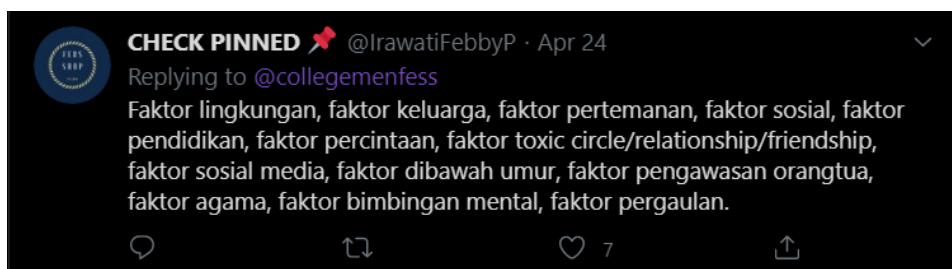 FEBS
SHOP
CHECK PINNED 📌 @IrawatiFebbyP · Apr 24
Replying to @collegemenfess
Faktor lingkungan, faktor keluarga, faktor pertemanan, faktor sosial, faktor
pendidikan, faktor percintaan, faktor toxic circle/relationship/friendship,
faktor sosial media, faktor dibawah umur, faktor pengawasan orangtua,
faktor agama, faktor bimbingan mental, faktor pergaulan.
7